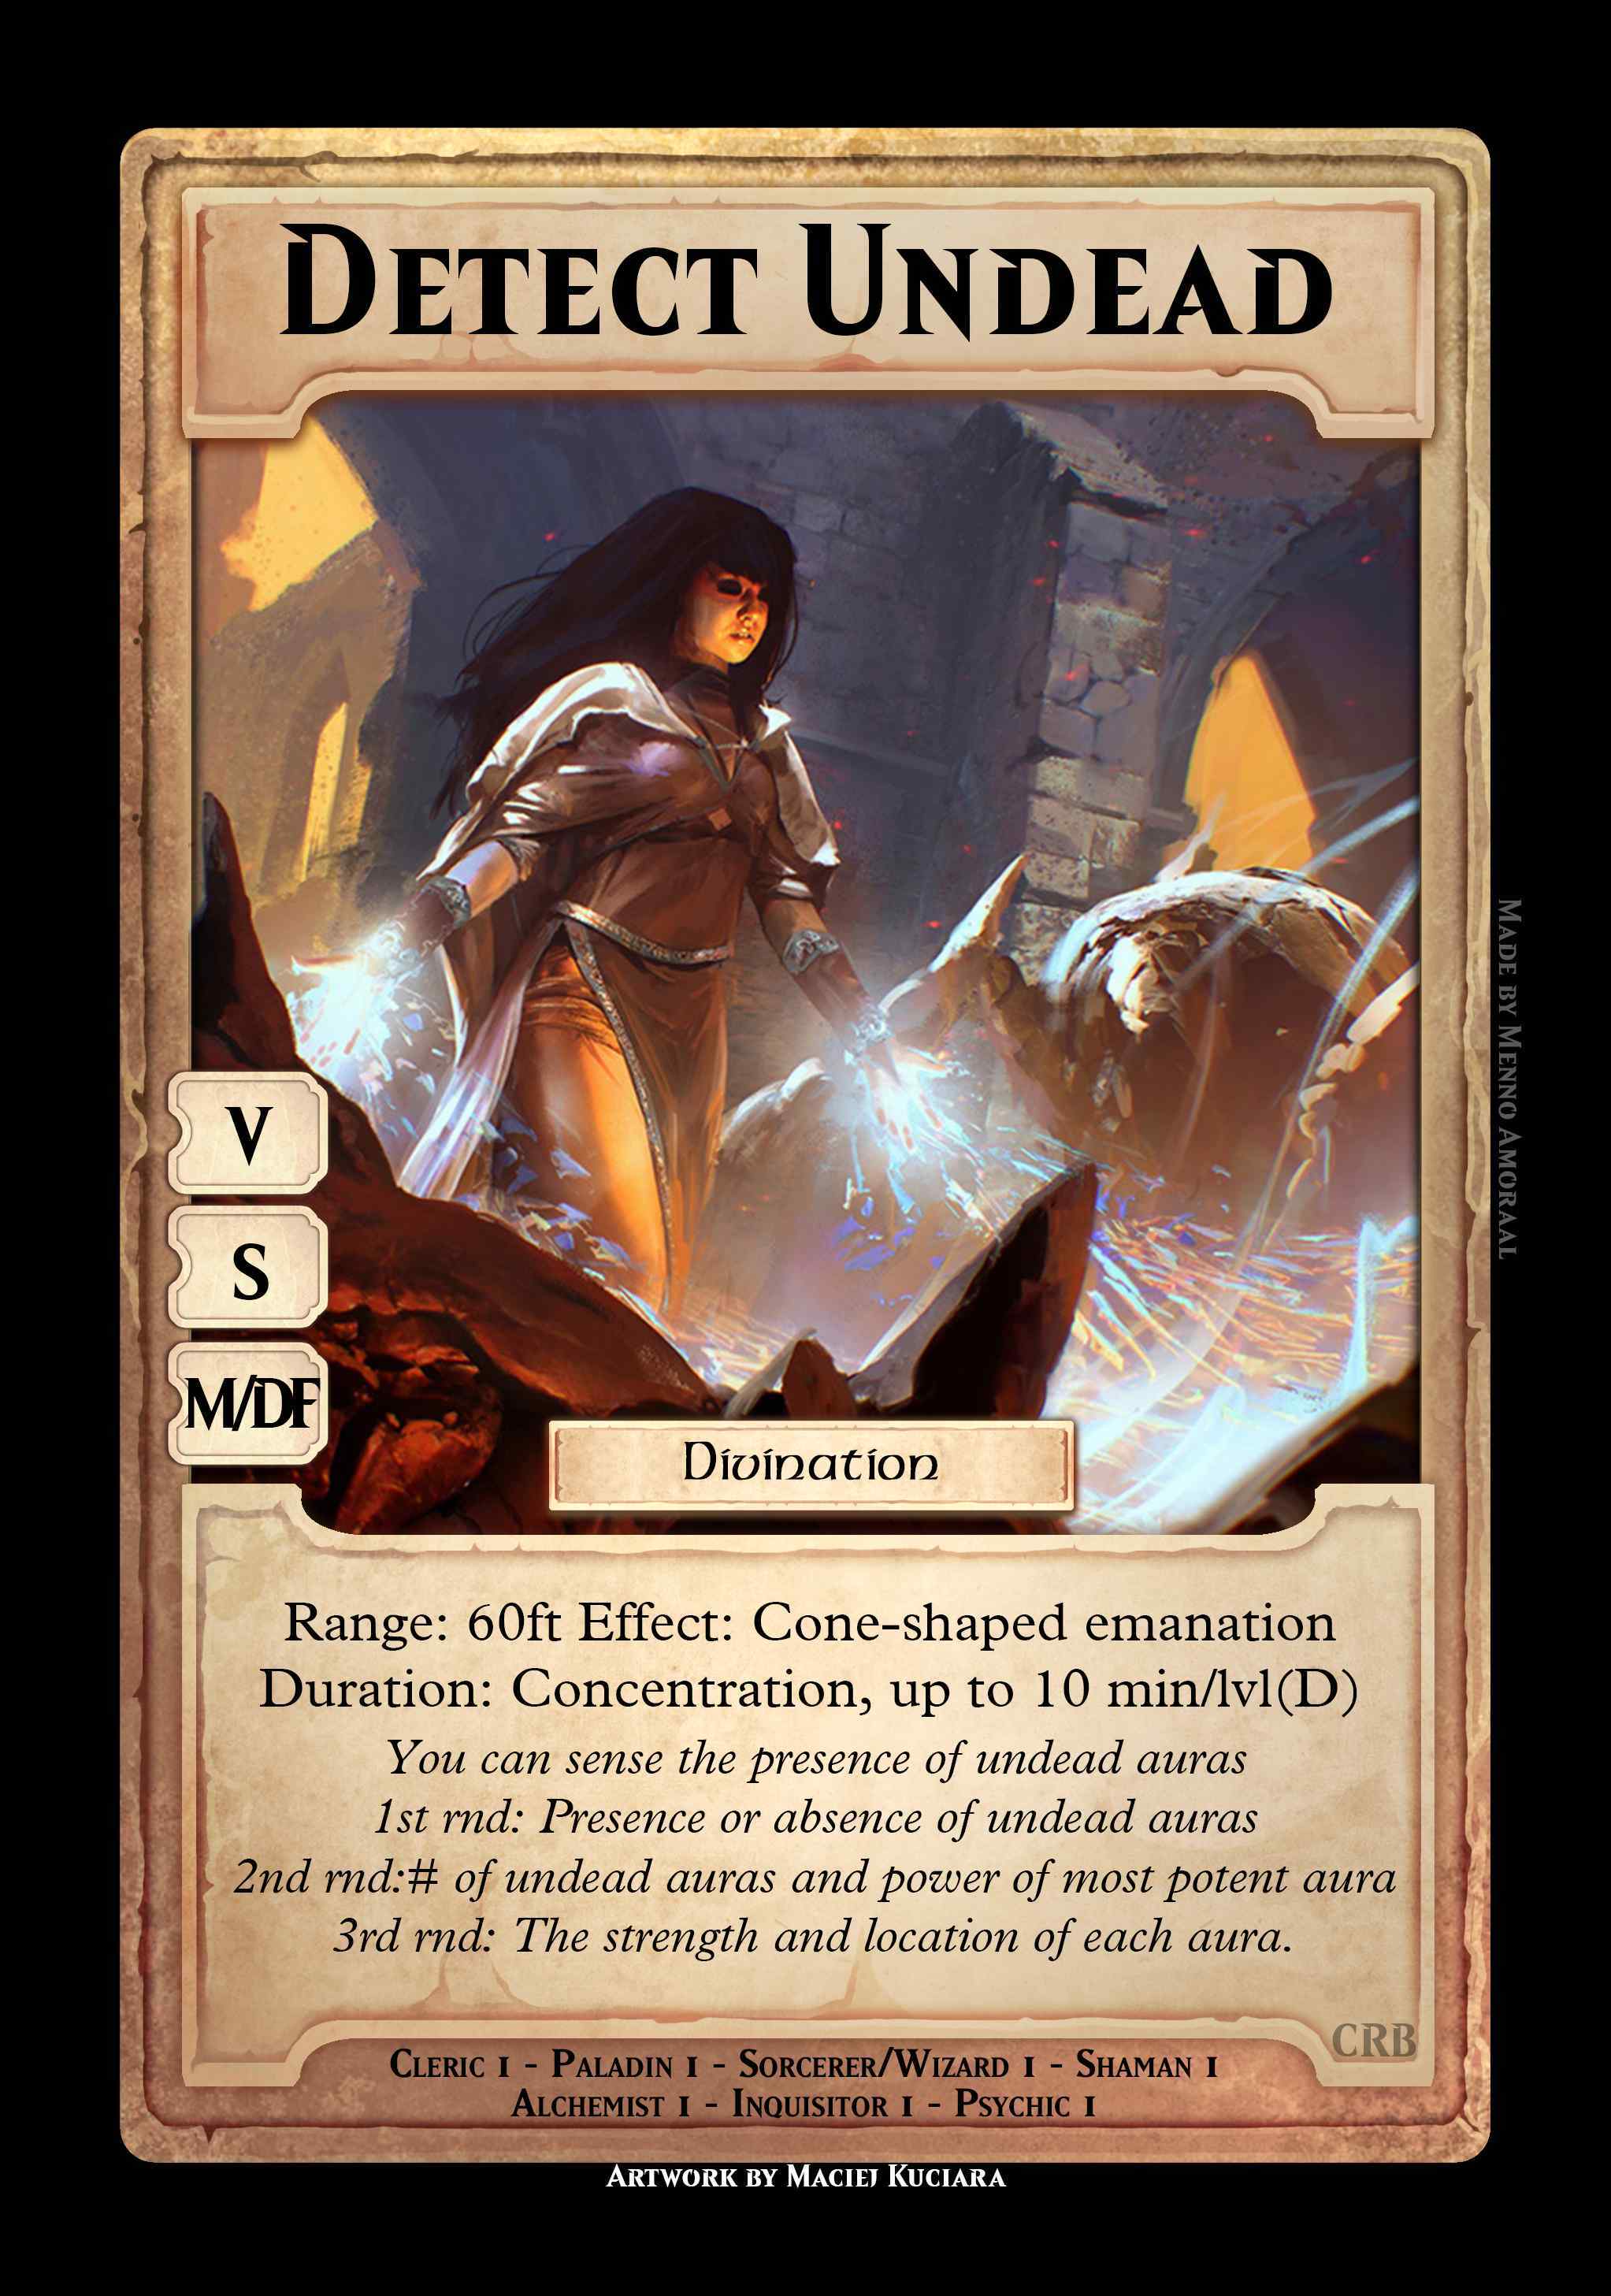 Detect Undead
Made by Menno Amoraal
V
S
M/DF
Divination
Range: 60ft Effect: Cone-shaped emanation
Duration: Concentration, up to 10 min/lvl(D)
You can sense the presence of undead auras
1st rnd: Presence or absence of undead auras
2nd rnd:# of undead auras and power of most potent aura
3rd rnd: The strength and location of each aura.
CRB
Cleric 1 - Paladin 1 - Sorcerer/Wizard 1 - Shaman 1
Alchemist 1 - Inquisitor 1 - Psychic 1
Artwork by Maciej Kuciara